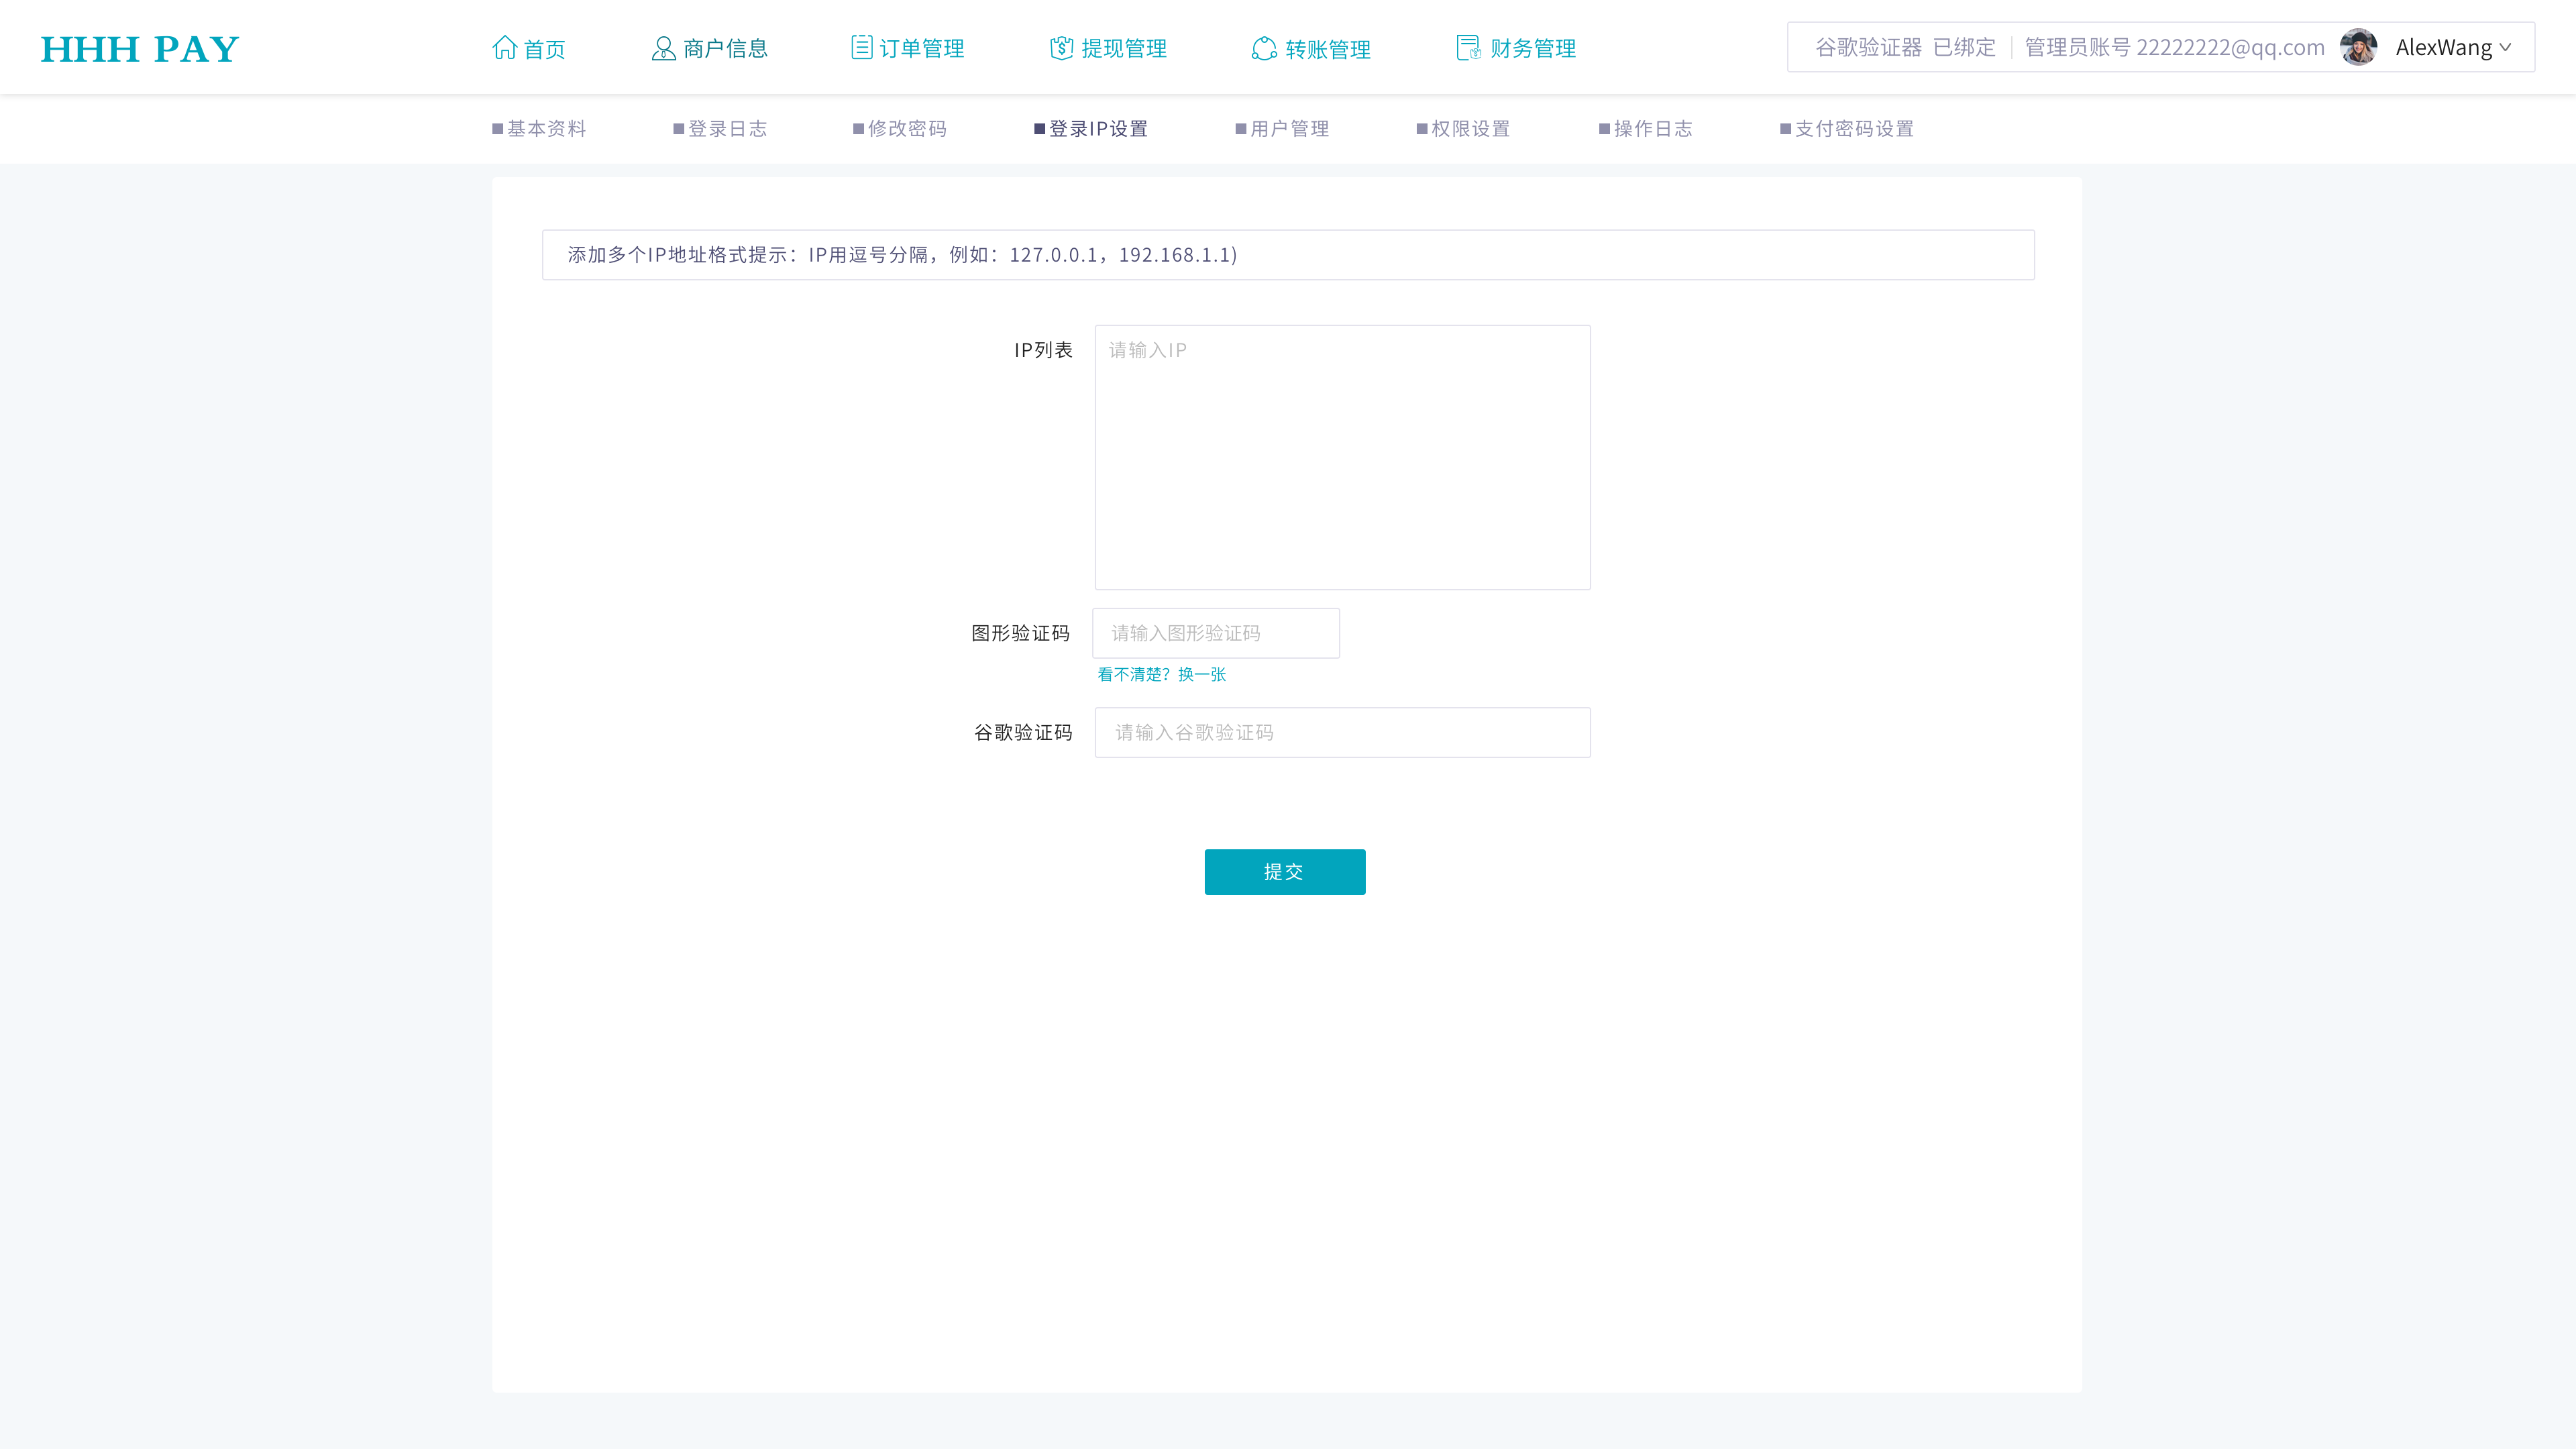 HHH PAY
首页
商户信息
订单管理
提现管理
转账管理
财务管理
谷歌验证器 已绑定
管理员账号 22222222@qq.com
AlexWang
基本资料
登录日志
修改密码
登录IP设置
用户管理
权限设置
操作日志
支付密码设置
添加多个IP地址格式提示：IP用逗号分隔，例如：127.0.0.1，192.168.1.1)
IP列表
请输入IP
图形验证码
请输入图形验证码
看不清楚？换一张
谷歌验证码
请输入谷歌验证码
提交